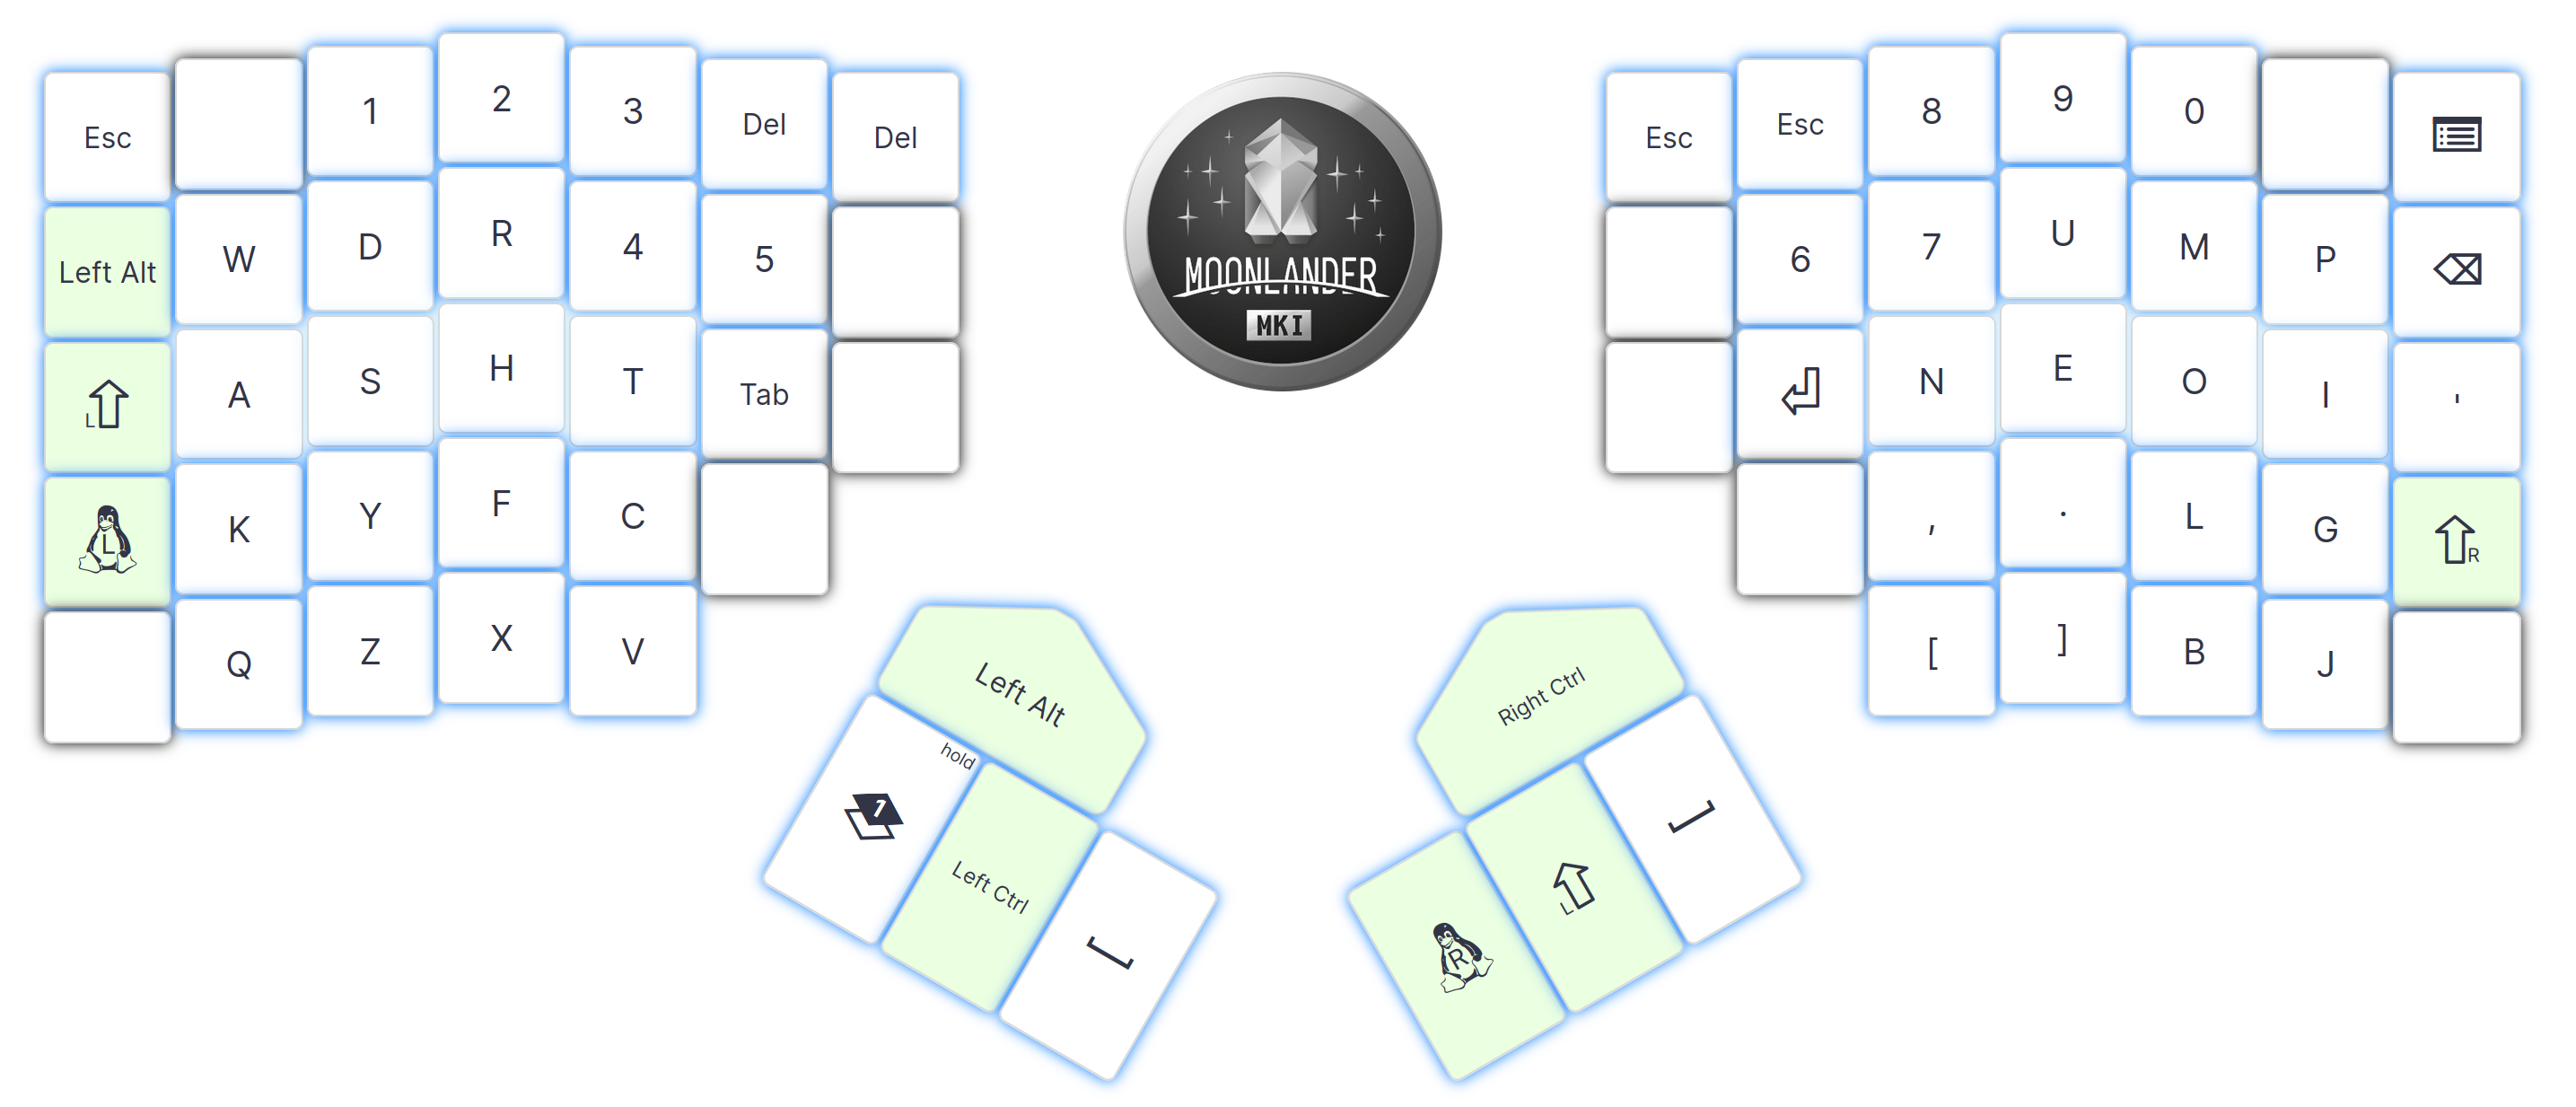 Esc 1 2 3 Del Del Esc Esc 8 9 0
Left Alt W D R 4 5 6 7 U M P
L A S H T Tab N E O I '
L K Y F C , . L G R
Q Z X V [ ] B J
MOONLANDER
MKI
Left Alt Right Ctrl
hold
1
Left Ctrl L
R